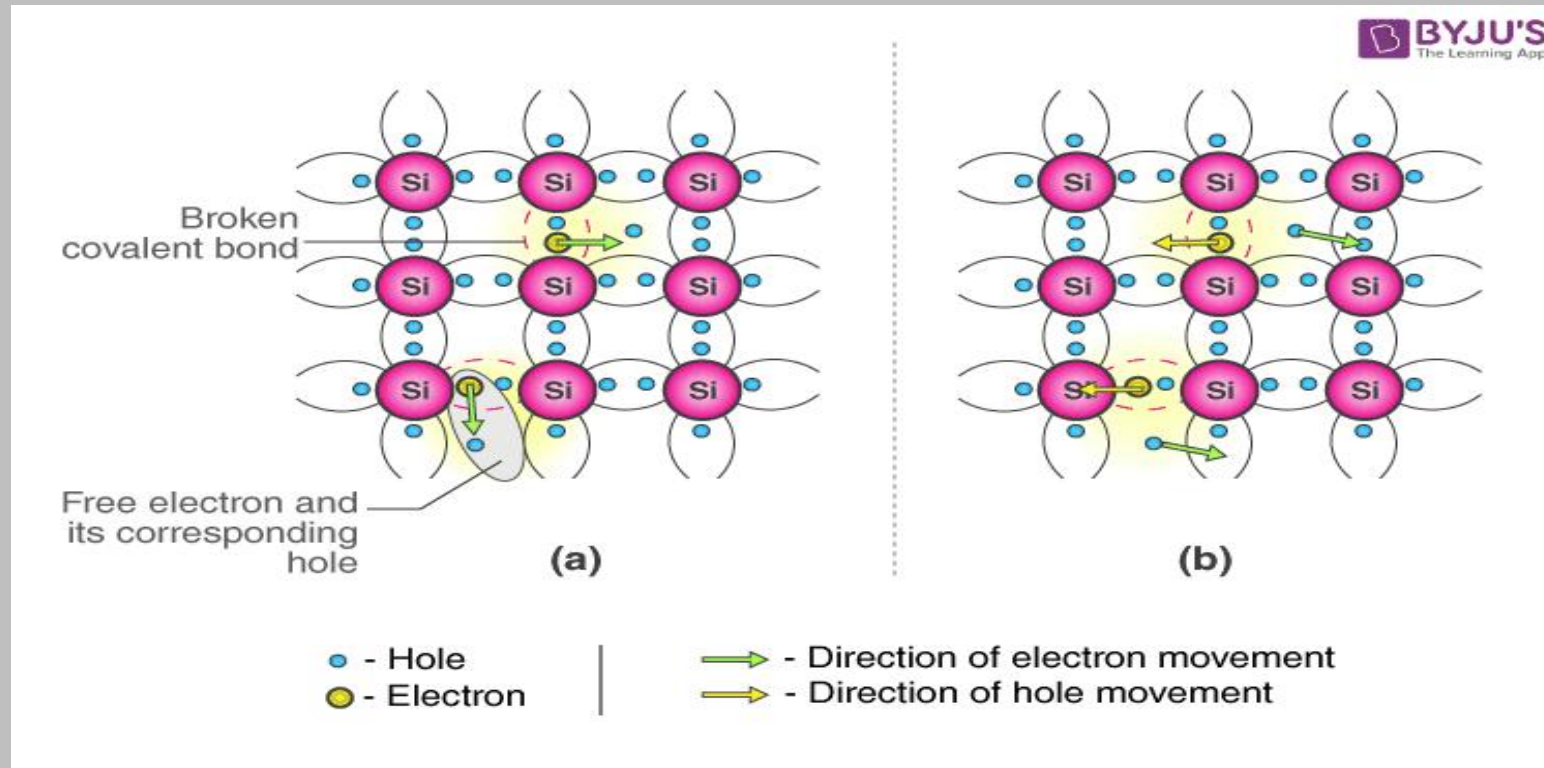 BYJU'S
The Learning App
Si Si Si
Si Si Si
Broken
covalent bond
Si Si Si
Si Si Si
Si Si Si
Si Si Si
Free electron and
its corresponding
hole
(a)
(b)
- Hole
- Electron
- Direction of electron movement
- Direction of hole movement